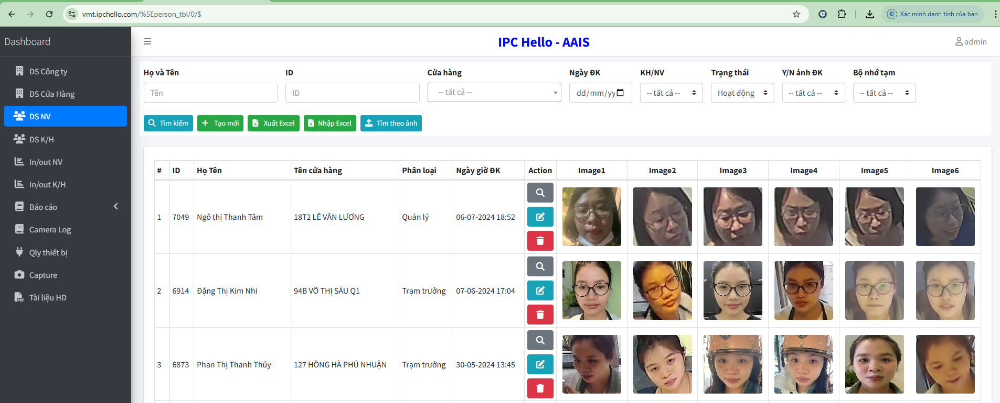 vmt.ipchello.com/%5Eperson_tbl/0/$
Xác minh danh tính của bạn
Dashboard
IPC Hello - AAIS
admin
DS Công ty
DS Cửa Hàng
DS NV
DS K/H
In/out NV
In/out K/H
Báo cáo
Camera Log
Qly thiết bị
Capture
PDF Tài liệu HD
Họ và Tên ID Cửa hàng Ngày ĐK KH/NV Trạng thái Y/N ảnh ĐK Bộ nhớ tạm
Tên ID -- tất cả -- dd/mm/yy -- tất cả -- Hoạt động -- tất cả -- -- tất cả --
Tìm kiếm Tạo mới Xuất Excel Nhập Excel Tìm theo ảnh
# ID Họ Tên Tên cửa hàng Phân loại Ngày giờ ĐK Action Image1 Image2 Image3 Image4 Image5 Image6
1 7049 Ngô thị Thanh Tâm 18T2 LÊ VĂN LƯƠNG Quản lý 06-07-2024 18:52
2 6914 Đặng Thị Kim Nhi 94B VÕ THỊ SÁU Q1 Trạm trưởng 07-06-2024 17:04
3 6873 Phan Thị Thanh Thúy 127 HỒNG HÀ PHÚ NHUẬN Trạm trưởng 30-05-2024 13:45